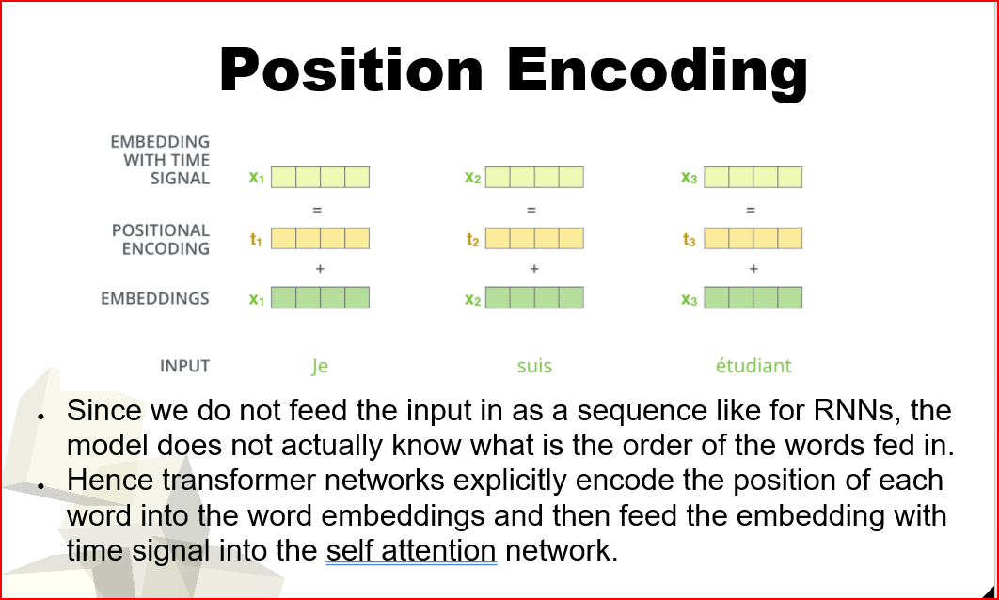 Position Encoding
EMBEDDING
WITH TIME
SIGNAL
x1
x2
x3
=
=
=
POSITIONAL
ENCODING
t1
t2
t3
+
+
+
EMBEDDINGS
x1
x2
x3
INPUT
Je
suis
étudiant
• Since we do not feed the input in as a sequence like for RNNs, the
model does not actually know what is the order of the words fed in.
• Hence transformer networks explicitly encode the position of each
word into the word embeddings and then feed the embedding with
time signal into the self attention network.